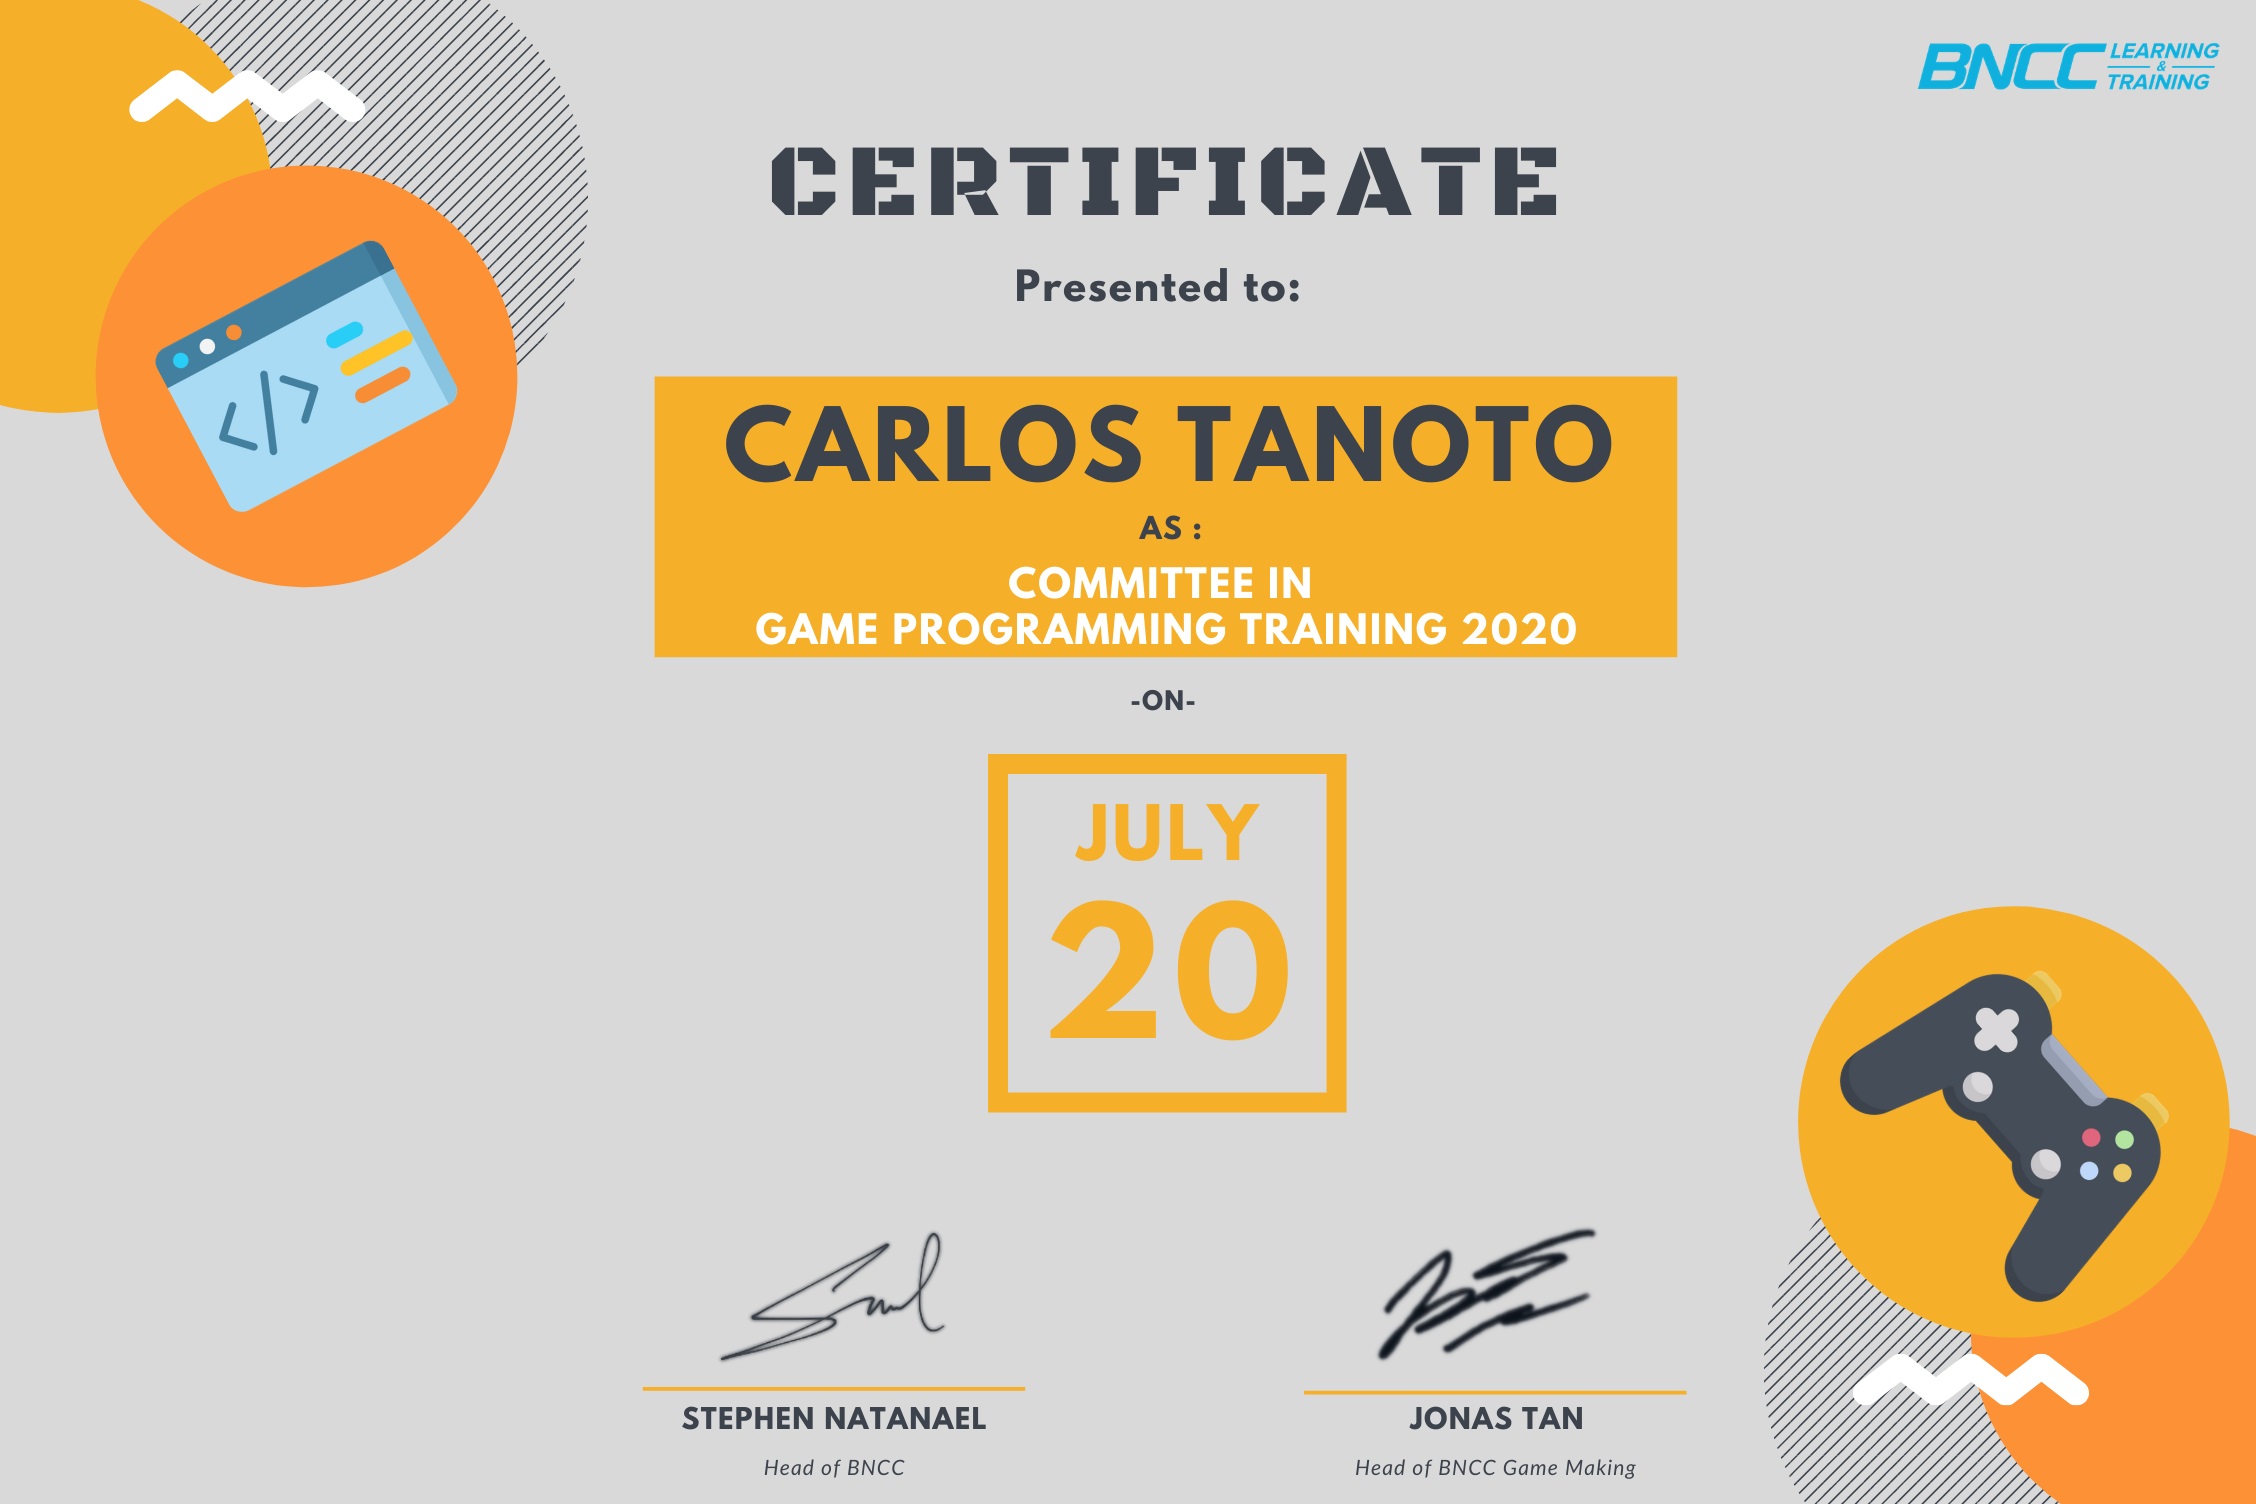 BNCC LEARNING
&
TRAINING
CERTIFICATE
Presented to:
CARLOS TANOTO
AS :
COMMITTEE IN
GAME PROGRAMMING TRAINING 2020
-ON-
JULY
20
STEPHEN NATANAEL
Head of BNCC
JONAS TAN
Head of BNCC Game Making